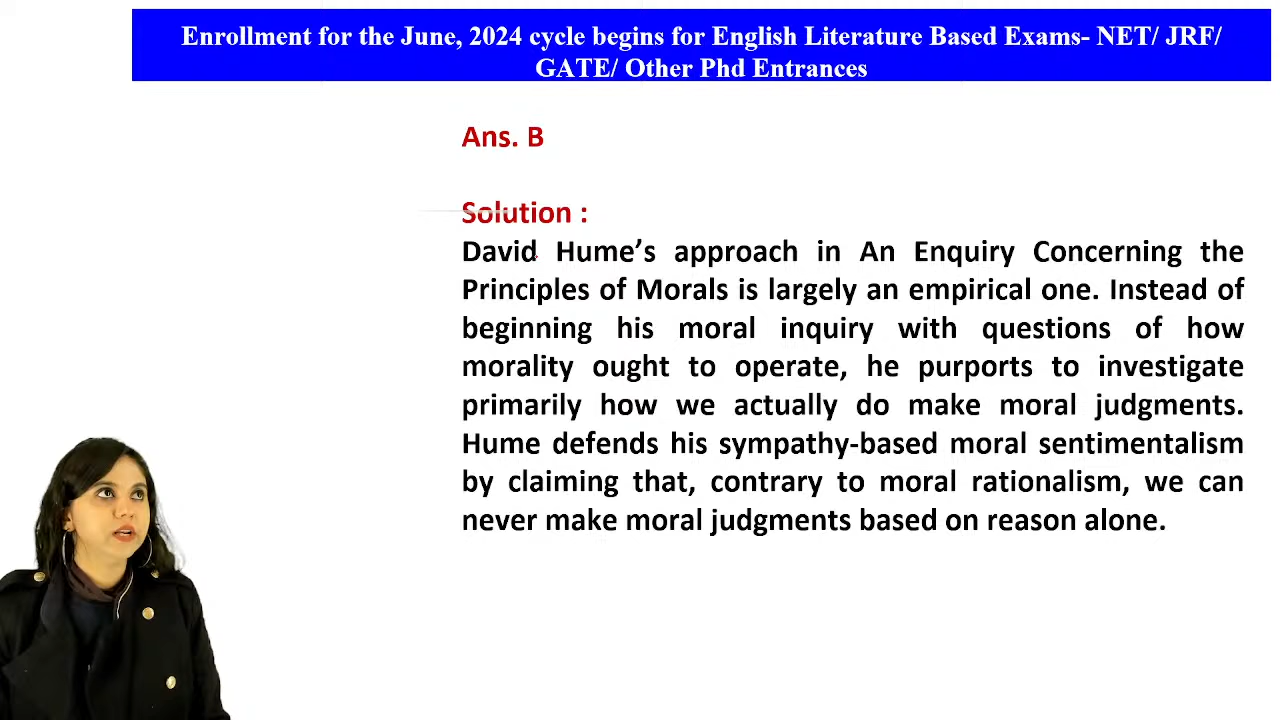 Enrollment for the June, 2024 cycle begins for English Literature Based Exams- NET/ JRF/
GATE/ Other Phd Entrances
Ans. B
Solution :
David Hume’s approach in An Enquiry Concerning the
Principles of Morals is largely an empirical one. Instead of
beginning his moral inquiry with questions of how
morality ought to operate, he purports to investigate
primarily how we actually do make moral judgments.
Hume defends his sympathy-based moral sentimentalism
by claiming that, contrary to moral rationalism, we can
never make moral judgments based on reason alone.